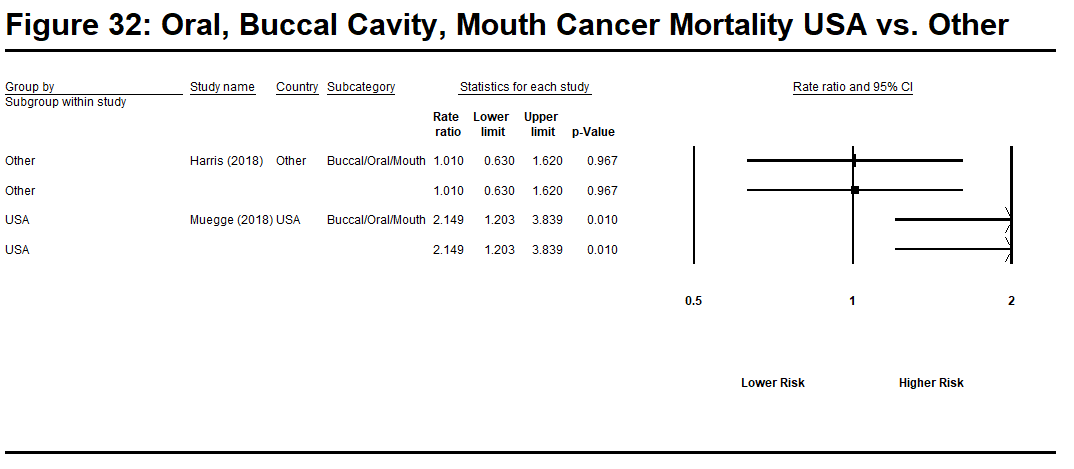 Figure 32: Oral, Buccal Cavity, Mouth Cancer Mortality USA vs. Other
Group by Study name Country Subcategory Statistics for each study Rate ratio and 95% CI
Subgroup within study
Rate Lower Upper
ratio limit limit p-Value
Other Harris (2018) Other Buccal/Oral/Mouth 1.010 0.630 1.620 0.967
Other 1.010 0.630 1.620 0.967
USA Muegge (2018) USA Buccal/Oral/Mouth 2.149 1.203 3.839 0.010
USA 2.149 1.203 3.839 0.010
0.5 1 2
Lower Risk Higher Risk